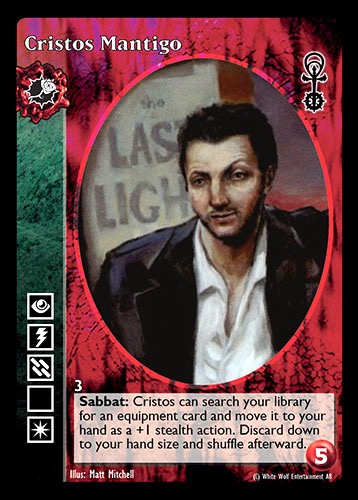 Cristos Mantigo
the
LAST
LIGH
3
Sabbat: Cristos can search your library
for an equipment card and move it to your
hand as a +1 stealth action. Discard down
to your hand size and shuffle afterward.
5
Illus: Matt Mitchell
(C) White Wolf Entertainment AB